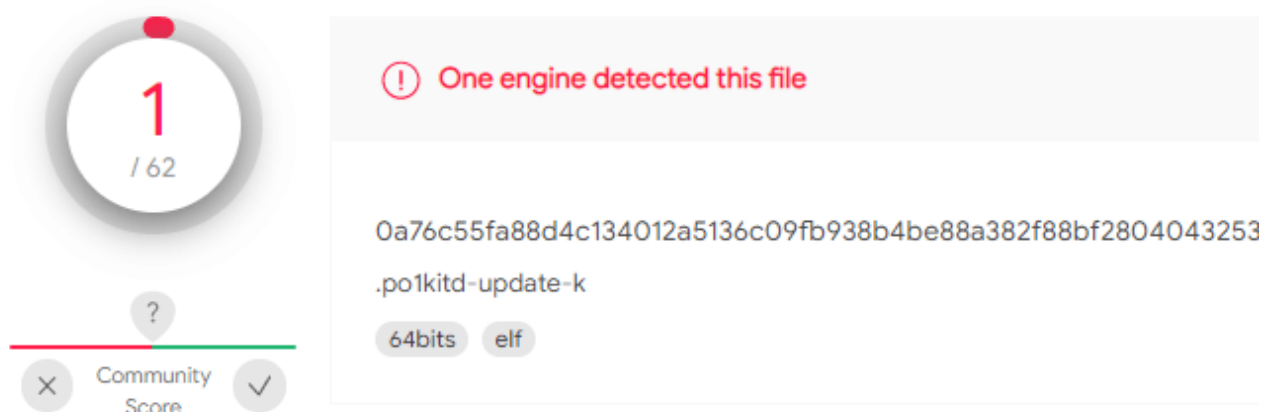 1
/ 62
?
Community
Score
One engine detected this file
0a76c55fa88d4c134012a5136c09fb938b4be88a382f88bf2804043253
.po1kitd-update-k
64bits elf